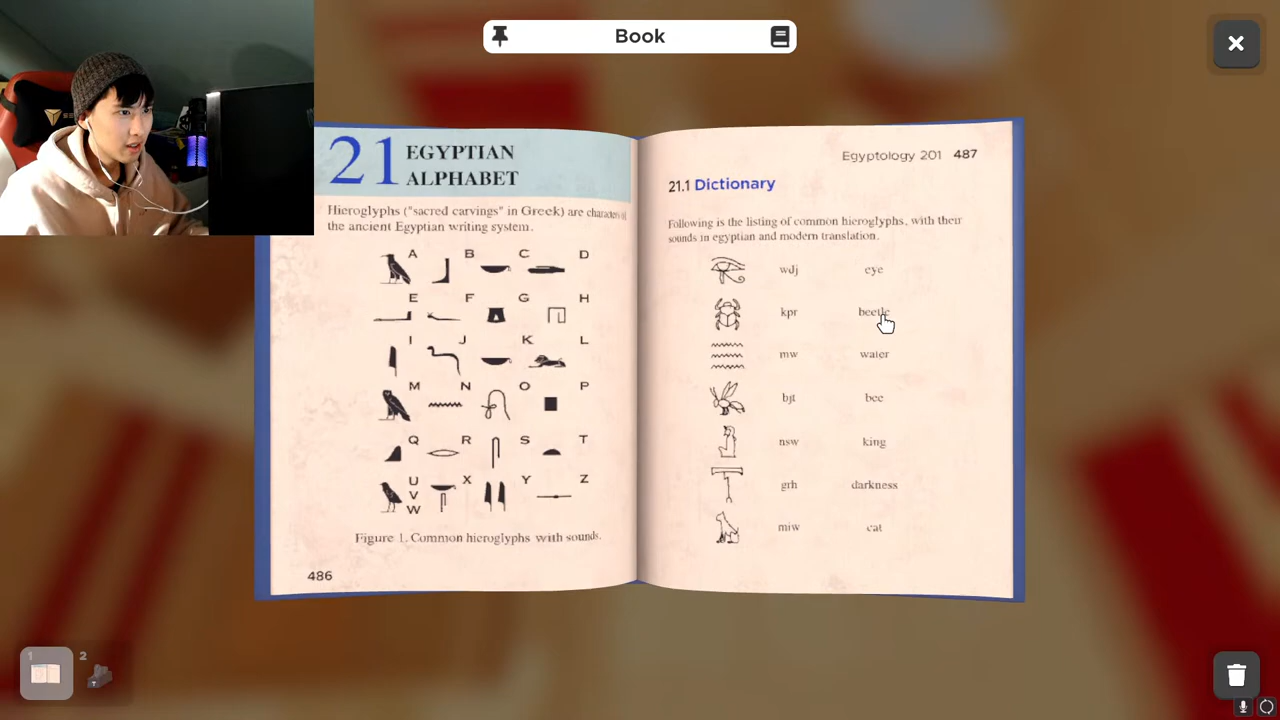 Book
21 EGYPTIAN
ALPHABET
Hieroglyphs ("sacred carvings" in Greek) are characters of
the ancient Egyptian writing system.
A B C D
E F G H
I J K L
M N O P
Q R S T
U
V
W
X Y Z
Figure 1. Common hieroglyphs with sounds.
486
Egyptology 201 487
21.1 Dictionary
Following is the listing of common hieroglyphs, with their
sounds in egyptian and modern translation.
wdj eye
kpr beetle
mw water
bjt bee
nsw king
grh darkness
miw cat
1 2